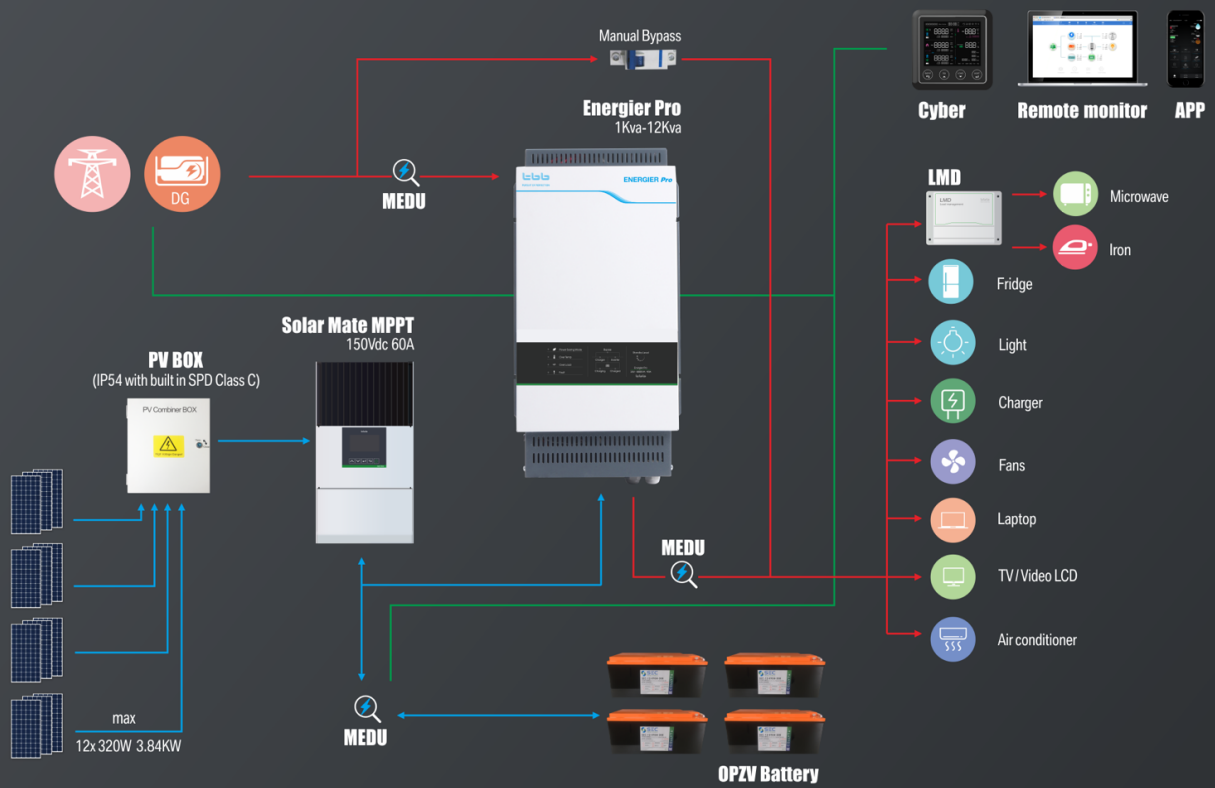 Manual Bypass
Energier Pro
1Kva-12Kva
Cyber
Remote monitor
APP
DG
MEDU
tbb
ENERGIER Pro
LMD
LMD
Microwave
Iron
Fridge
Light
Charger
Fans
Laptop
TV / Video LCD
Air conditioner
Solar Mate MPPT
150Vdc 60A
PV BOX
(IP54 with built in SPD Class C)
PV Combiner BOX
MEDU
max
12x 320W 3.84KW
MEDU
OPZV Battery